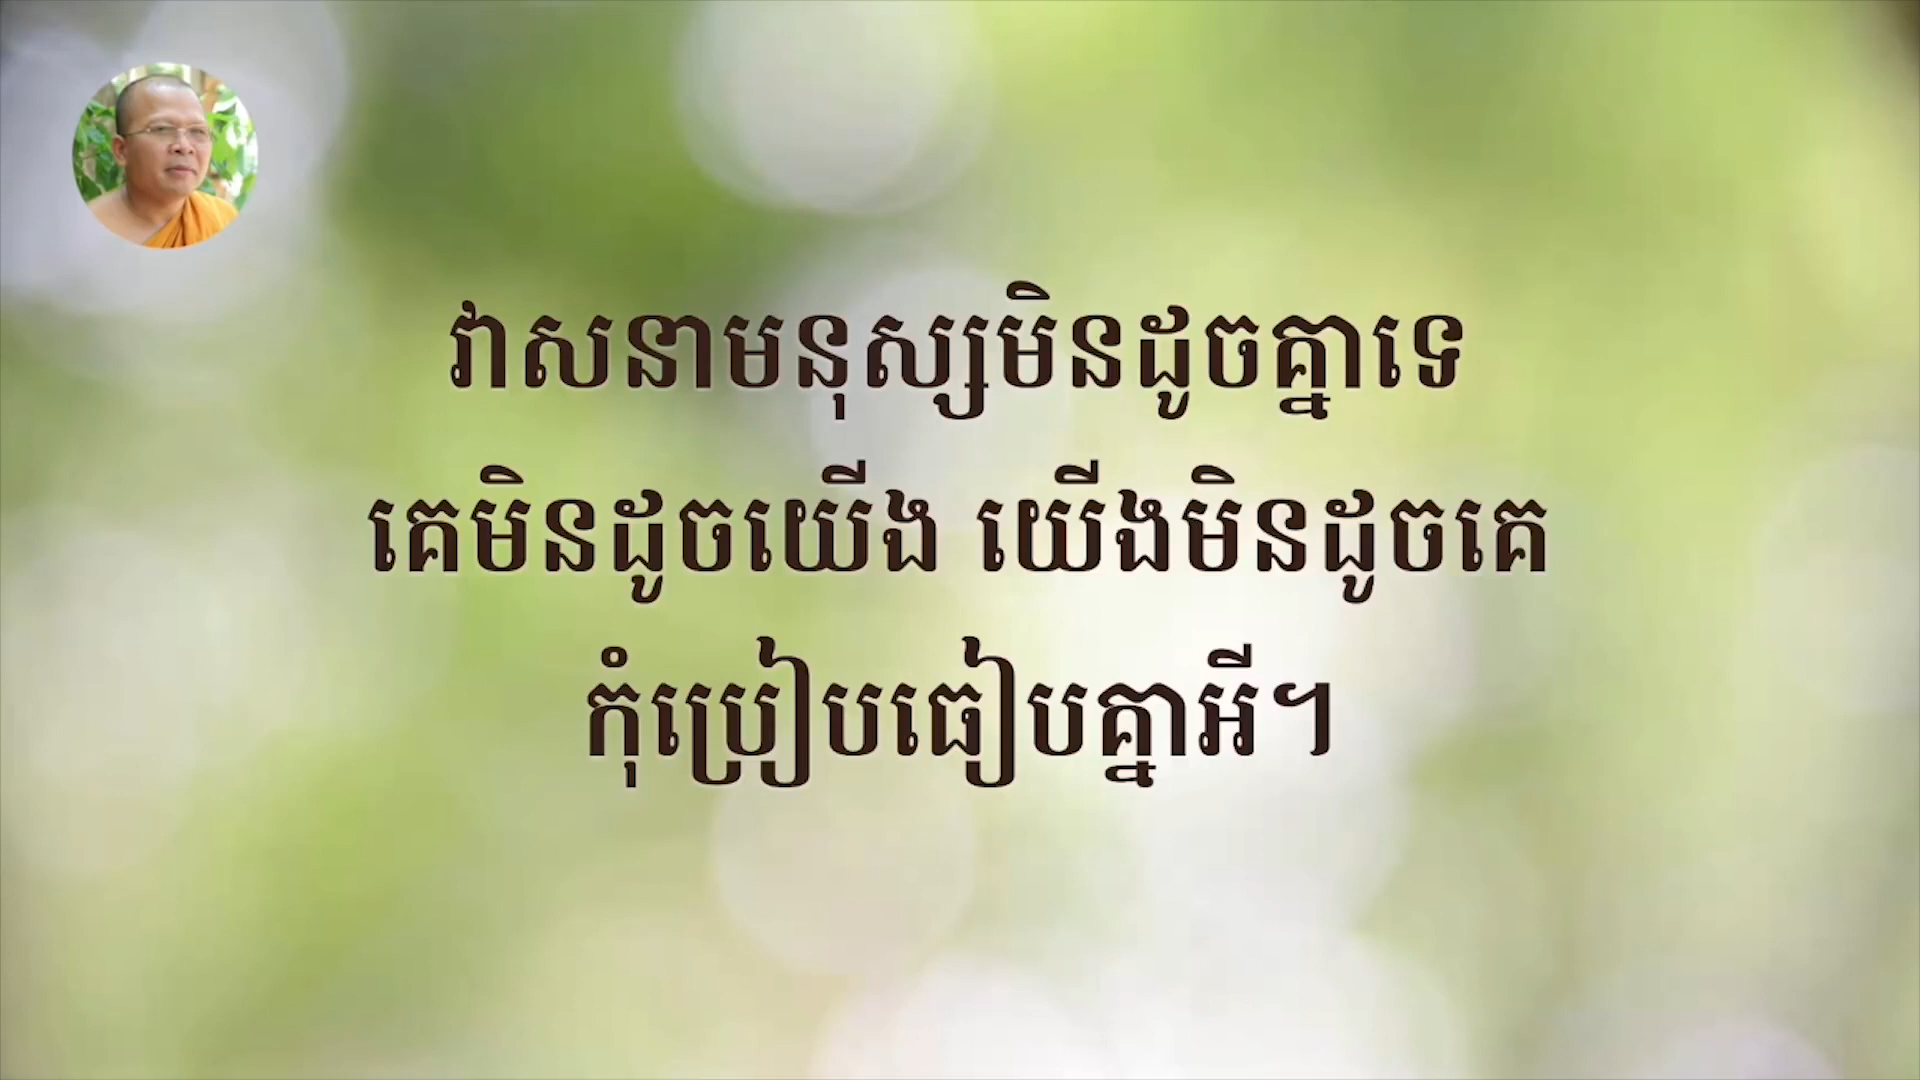 វាសនាមនុស្សមិនដូចគ្នាទេ
គេមិនដូចយើង យើងមិនដូចគេ
កុំប្រៀបធៀបគ្នាអី។